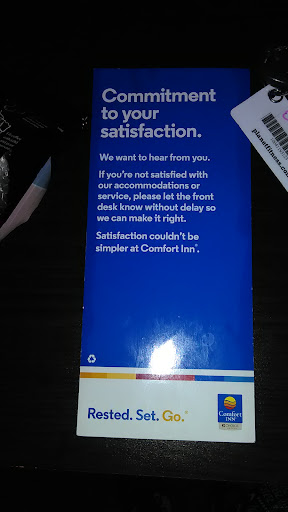 Commitment
to your
satisfaction.
We want to hear from you.
If you're not satisfied with
our accommodations or
service, please let the front
desk know without delay so
we can make it right.
Satisfaction couldn't be
simpler at Comfort Inn®.
Rested. Set. Go.®
Comfort
INN
planetfitness.co